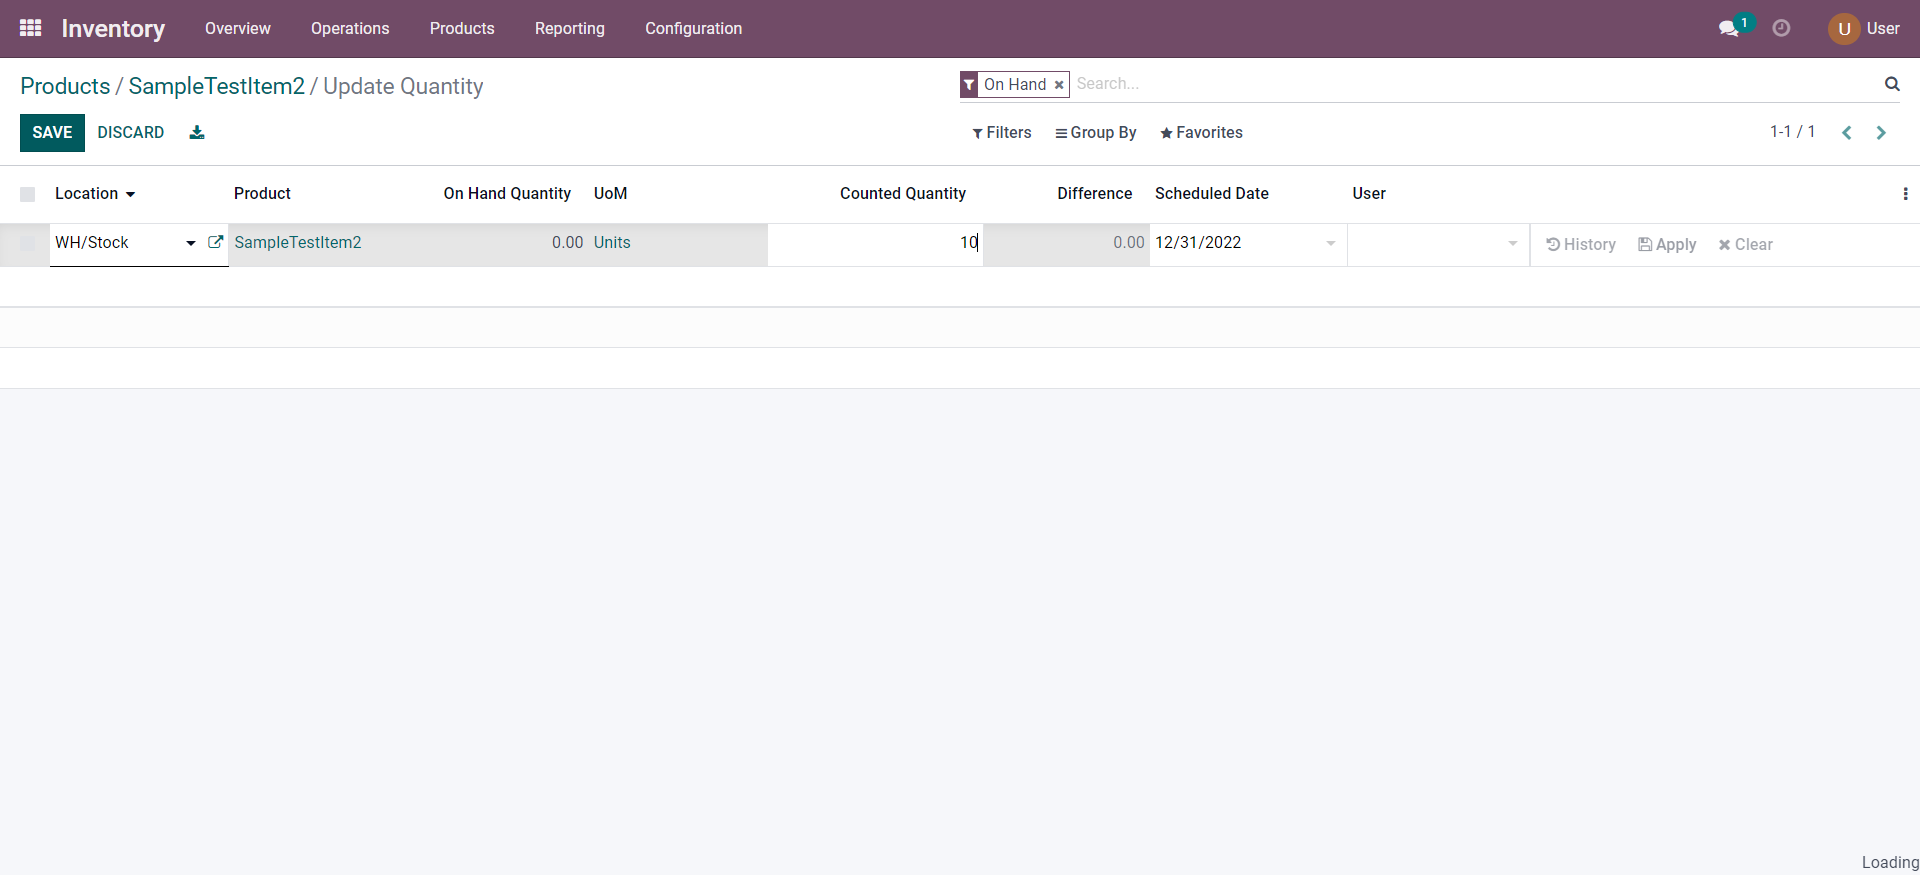 Inventory Overview Operations Products Reporting Configuration 1 U User
Products / SampleTestItem2 / Update Quantity
On Hand Search...
SAVE DISCARD Filters Group By Favorites 1-1 / 1
Location Product On Hand Quantity UoM Counted Quantity Difference Scheduled Date User
WH/Stock SampleTestItem2 0.00 Units 10 0.00 12/31/2022 History Apply Clear
Loading